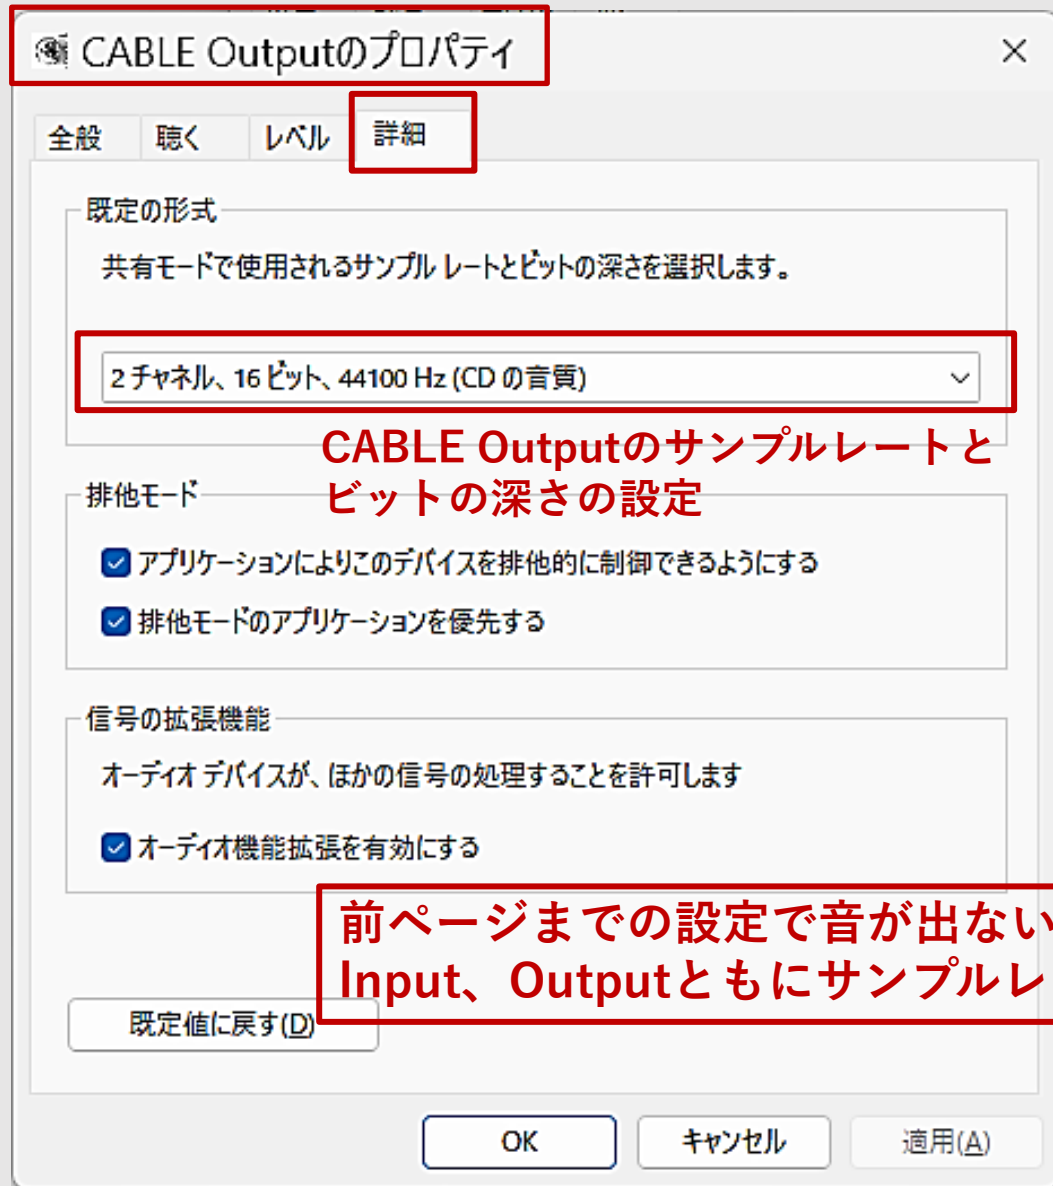 CABLE Outputのプロパティ
全般 聴く レベル 詳細
既定の形式
共有モードで使用されるサンプル レートとビットの深さを選択します。
2 チャネル、16 ビット、44100 Hz (CD の音質)
CABLE Outputのサンプルレートと
ビットの深さの設定
排他モード
アプリケーションによりこのデバイスを排他的に制御できるようにする
排他モードのアプリケーションを優先する
信号の拡張機能
オーディオ デバイスが、ほかの信号の処理することを許可します
オーディオ機能拡張を有効にする
前ページまでの設定で音が出ない
Input、Outputともにサンプルレ
既定値に戻す(D)
OK キャンセル 適用(A)